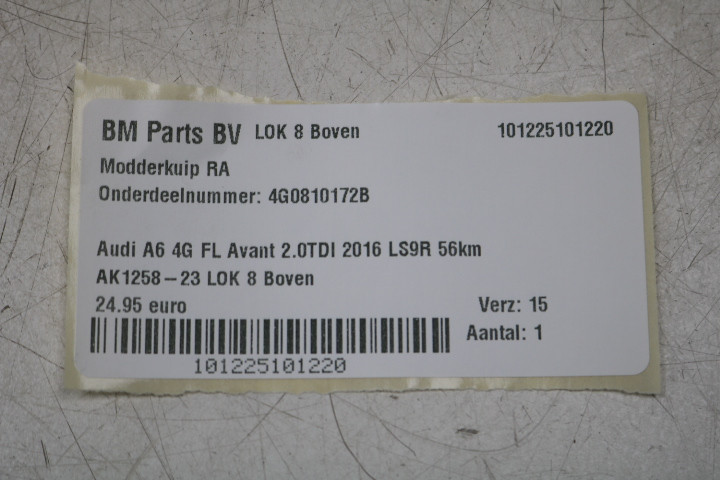 BM Parts BV LOK 8 Boven 101225101220
Modderkuip RA
Onderdeelnummer: 4G0810172B
Audi A6 4G FL Avant 2.0TDI 2016 LS9R 56km
AK1258-23 LOK 8 Boven
24.95 euro Verz: 15
Aantal: 1
101225101220